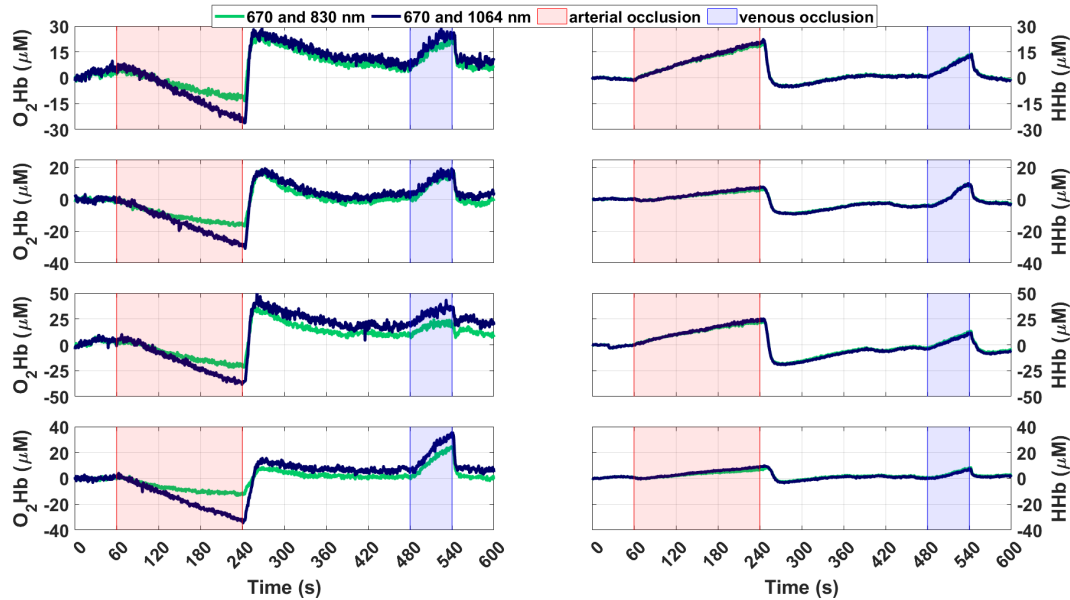 670 and 830 nm 670 and 1064 nm arterial occlusion venous occlusion
O2Hb (μM) 30 15 0 -15 -30
30 15 0 -15 -30 HHb (μM)
O2Hb (μM) 20 0 -20 -40
20 0 -20 -40 HHb (μM)
O2Hb (μM) 50 25 0 -25 -50
50 25 0 -25 -50 HHb (μM)
O2Hb (μM) 40 20 0 -20 -40
40 20 0 -20 -40 HHb (μM)
0 60 120 180 240 300 360 420 480 540 600
0 60 120 180 240 300 360 420 480 540 600
Time (s)
Time (s)